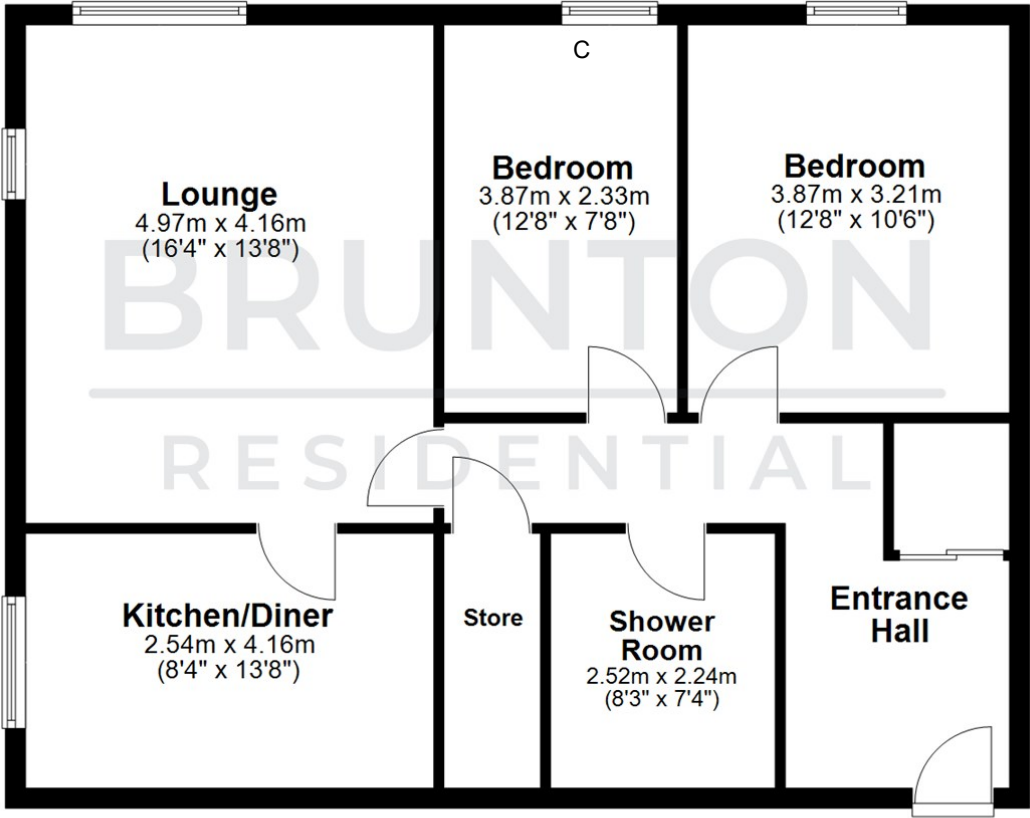 C
Lounge
4.97m x 4.16m
(16'4" x 13'8")
Bedroom
3.87m x 2.33m
(12'8" x 7'8")
Bedroom
3.87m x 3.21m
(12'8" x 10'6")
BRUNTON
RESIDENTIAL
Kitchen/Diner
2.54m x 4.16m
(8'4" x 13'8")
Store
Shower
Room
2.52m x 2.24m
(8'3" x 7'4")
Entrance
Hall